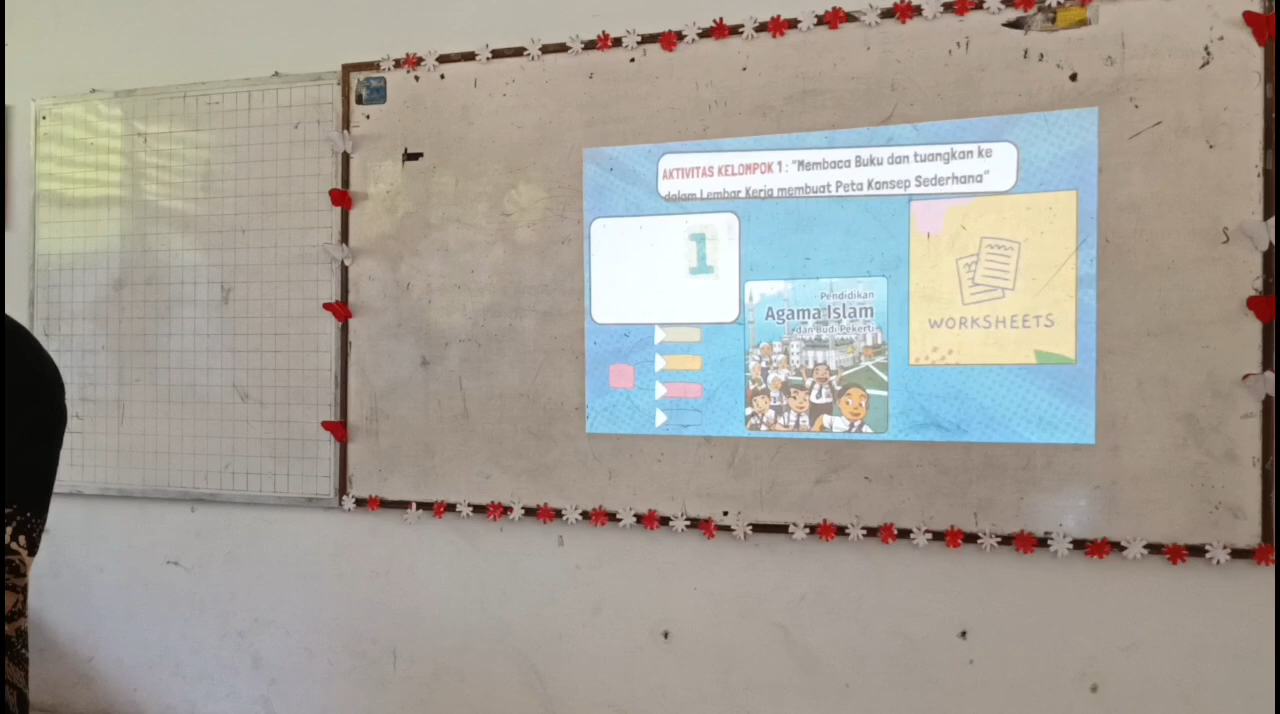 AKTIVITAS KELOMPOK 1 : "Membaca Buku dan tuangkan ke
dalam Lembar Kerja membuat Peta Konsep Sederhana"
1
Pendidikan
Agama Islam
dan Budi Pekerti
WORKSHEETS